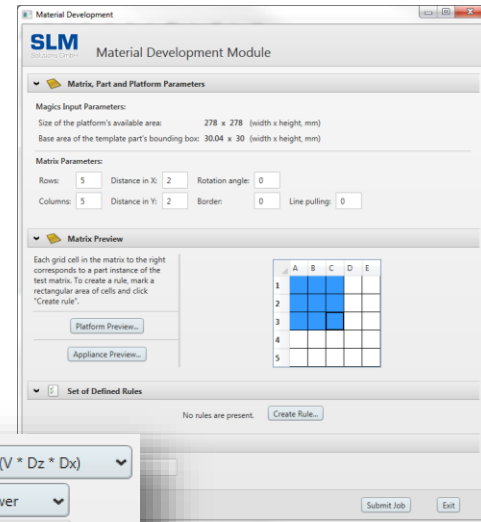 Material Development
SLM
Solutions GmbH
Material Development Module
Matrix, Part and Platform Parameters
Magics Input Parameters:
Size of the platform's available area: 278 x 278 (width x height, mm)
Base area of the template part's bounding box: 30.04 x 30 (width x height, mm)
Matrix Parameters:
Rows: 5 Distance in X: 2 Rotation angle: 0
Columns: 5 Distance in Y: 2 Border: 0 Line pulling: 0
Matrix Preview
Each grid cell in the matrix to the right
corresponds to a part instance of the
test matrix. To create a rule, mark a
rectangular area of cells and click
"Create rule".
Platform Preview...
Appliance Preview...
A B C D E
1
2
3
4
5
Set of Defined Rules
No rules are present. Create Rule...
(V * Dz * Dx)
wer
Submit Job Exit